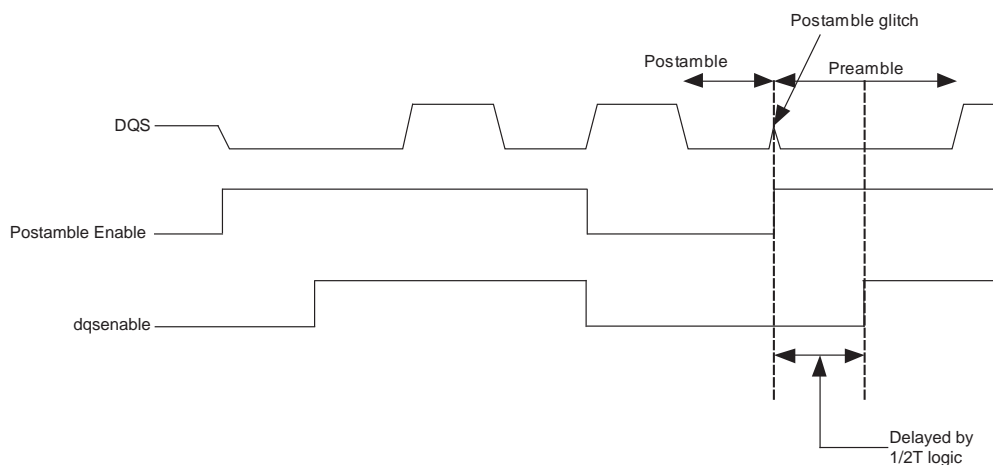 Postamble glitch
Postamble
Preamble
DQS
Postamble Enable
dqsenable
Delayed by
1/2T logic